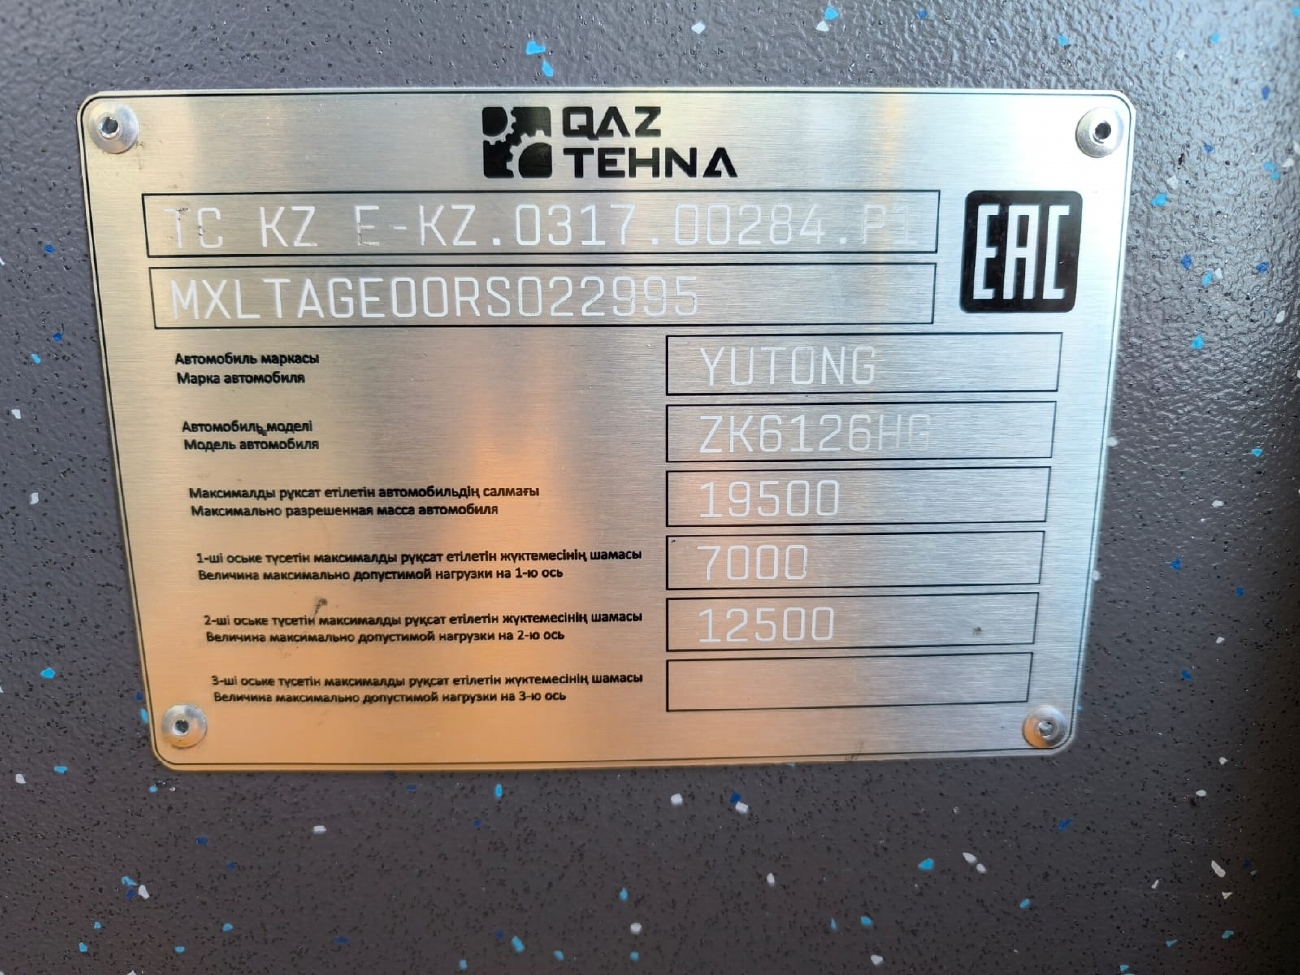 QAZ
TEHNA
TC KZ E-KZ.0317.00284.P1
EAC
MXLTAGE00RS022995
Автомобиль маркасы
Марка автомобиля
YUTONG
Автомобиль моделі
Модель автомобиля
ZK6126HG
Максималды рұқсат етілетін автомобильдің салмағы
Максимально разрешенная масса автомобиля
19500
1-ші оське түсетін максималды рұқсат етілетін жүктемесінің шамасы
Величина максимально допустимой нагрузки на 1-ю ось
7000
2-ші оське түсетін максималды рұқсат етілетін жүктемесінің шамасы
Величина максимально допустимой нагрузки на 2-ю ось
12500
3-ші оське түсетін максималды рұқсат етілетін жүктемесінің шамасы
Величина максимально допустимой нагрузки на 3-ю ось